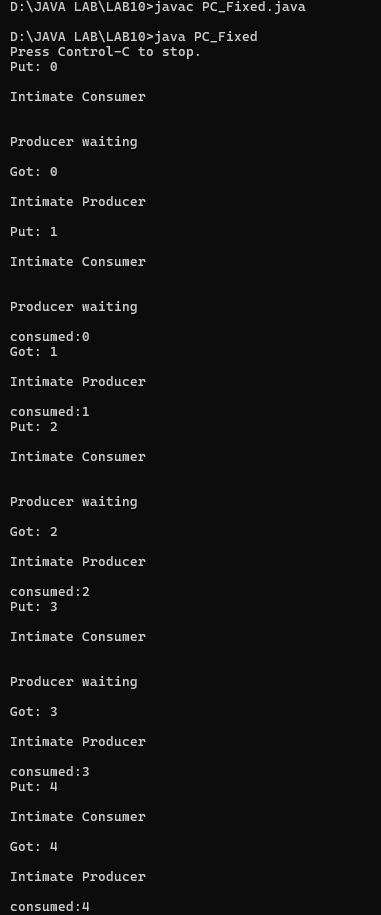 D:\JAVA LAB\LAB10>javac PC_Fixed.java
D:\JAVA LAB\LAB10>java PC_Fixed
Press Control-C to stop.
Put: 0
Intimate Consumer
Producer waiting
Got: 0
Intimate Producer
Put: 1
Intimate Consumer
Producer waiting
consumed:0
Got: 1
Intimate Producer
consumed:1
Put: 2
Intimate Consumer
Producer waiting
Got: 2
Intimate Producer
consumed:2
Put: 3
Intimate Consumer
Producer waiting
Got: 3
Intimate Producer
consumed:3
Put: 4
Intimate Consumer
Got: 4
Intimate Producer
consumed:4